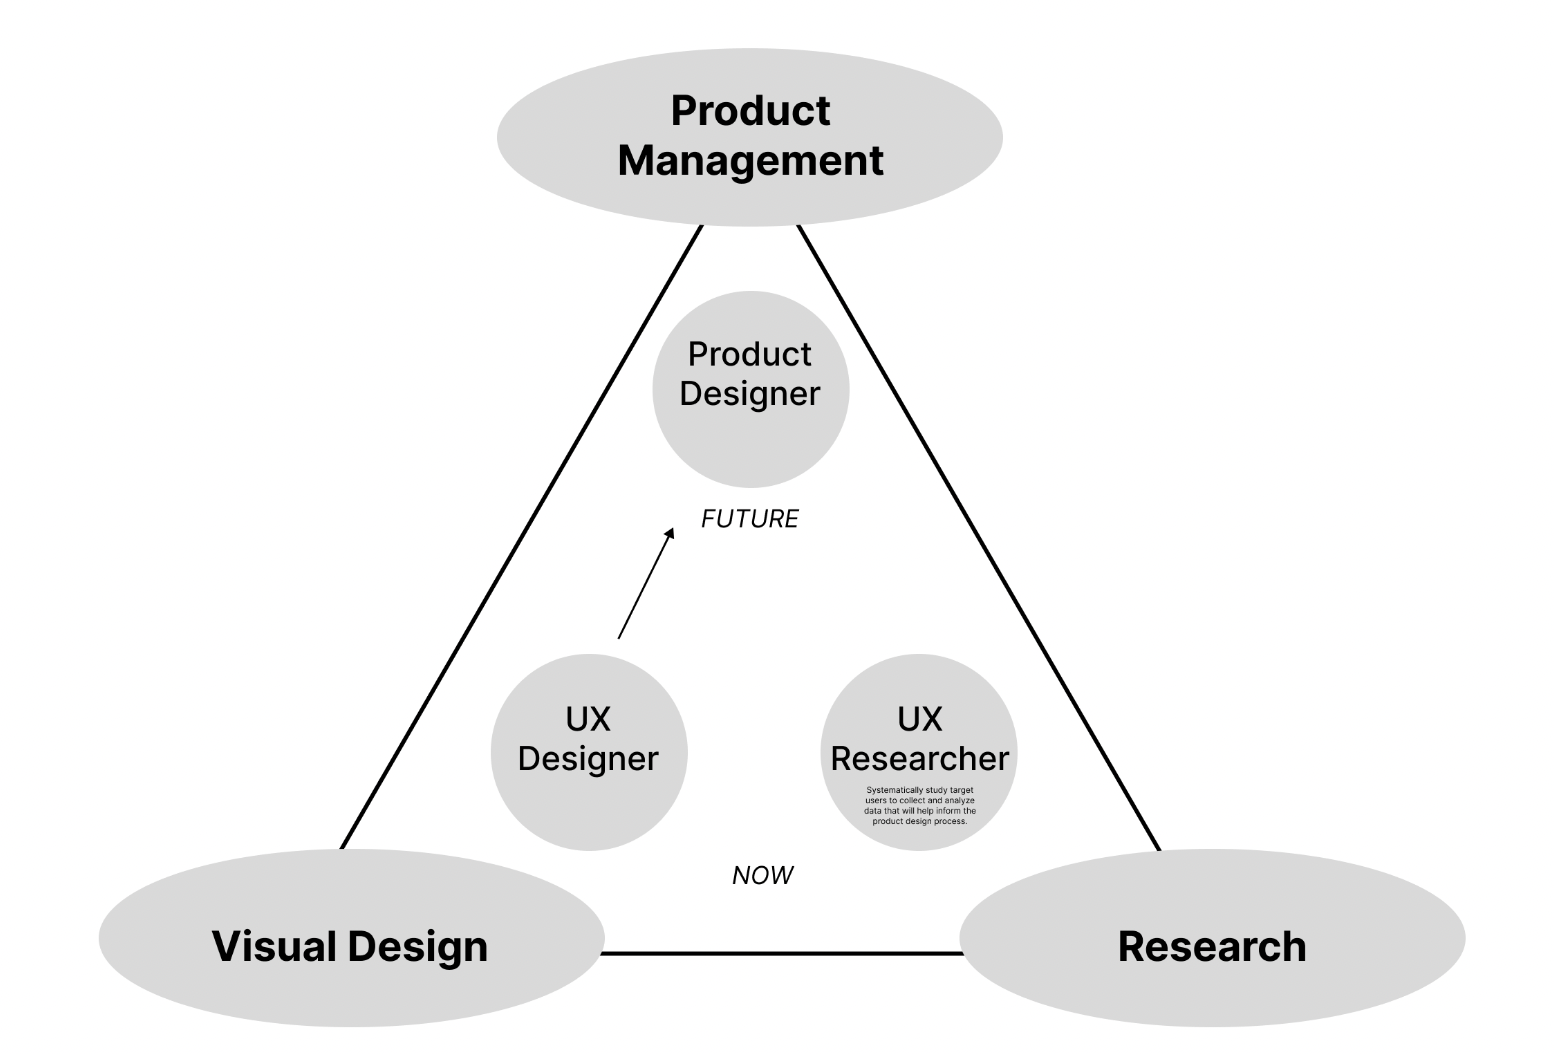 Product
Management
Product
Designer
FUTURE
UX
Designer
UX
Researcher
Systematically study target
users to collect and analyze
data that will help inform the
product design process.
NOW
Visual Design
Research